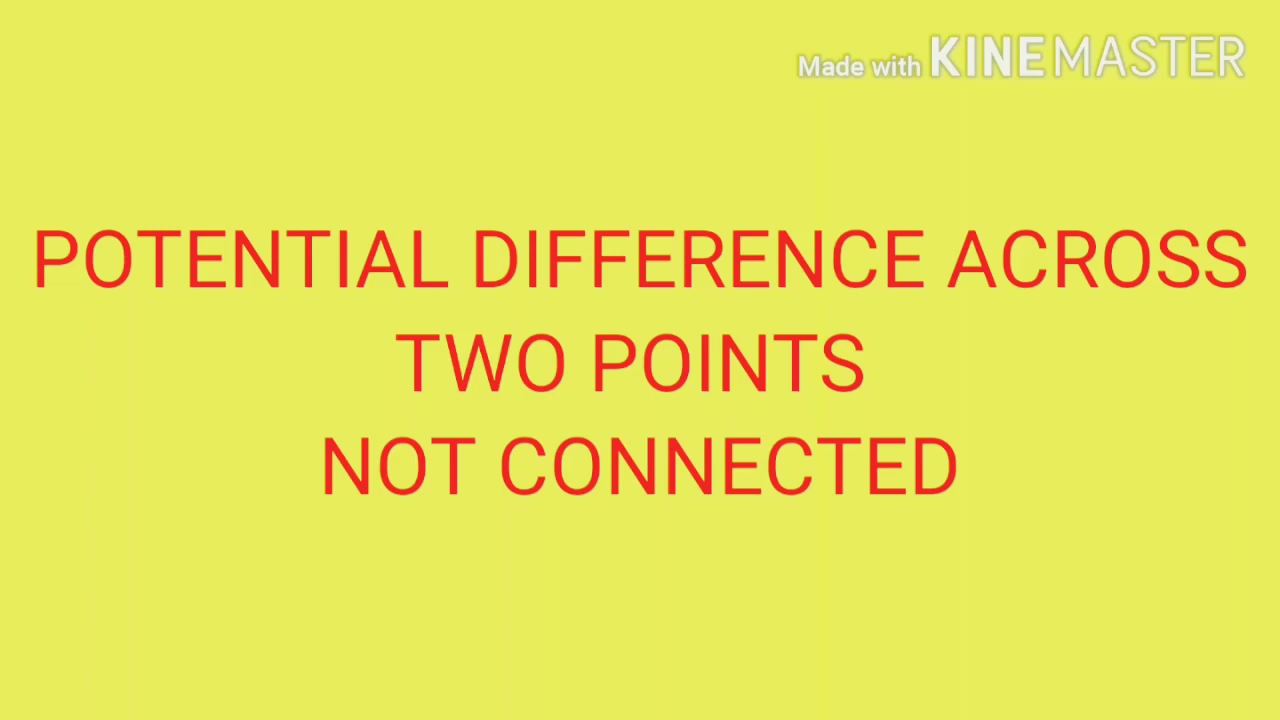 Made with KINEMASTER
POTENTIAL DIFFERENCE ACROSS
TWO POINTS
NOT CONNECTED